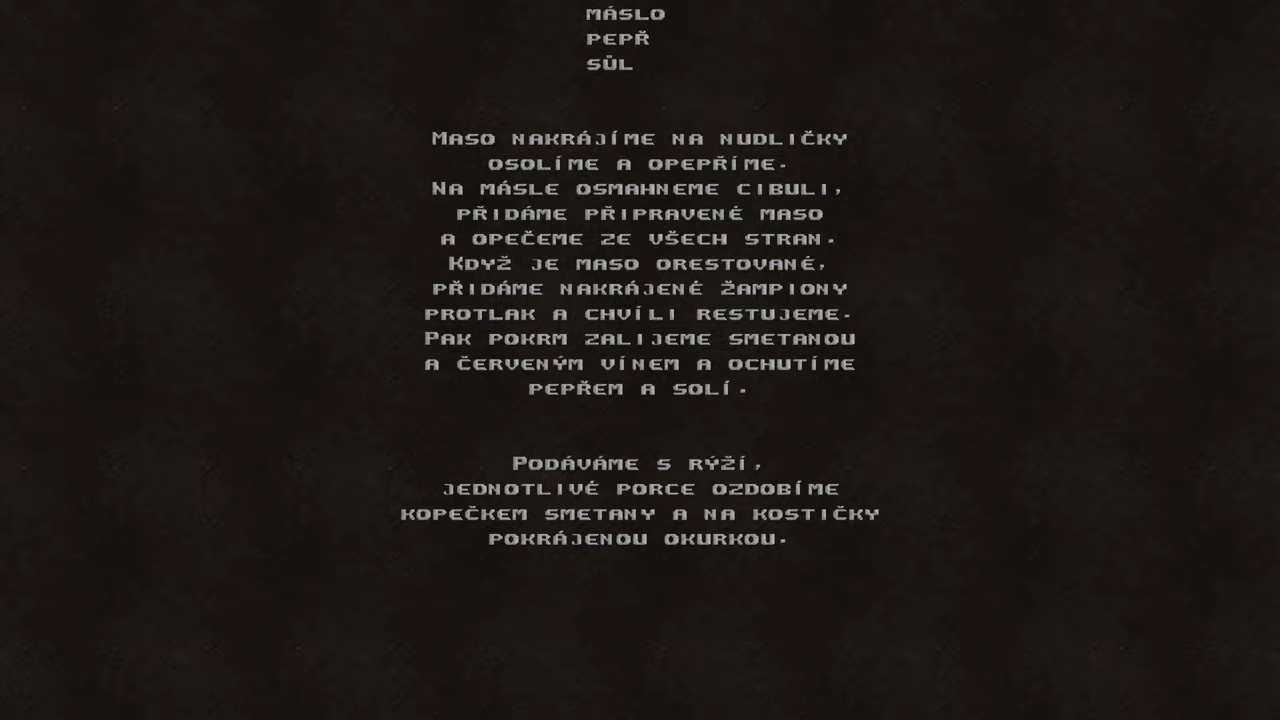 MÁSLO
PEPŘ
SŮL
MASO NAKRÁJÍME NA NUDLIČKY
OSOLÍME A OPEPŘÍME.
NA MÁSLE OSMAHNEME CIBULI,
PŘIDÁME PŘIPRAVENÉ MASO
A OPEČEME ZE VŠECH STRAN.
KDYŽ JE MASO ORESTOVANÉ,
PŘIDÁME NAKRÁJENÉ ŽAMPIONY
PROTLAK A CHVÍLI RESTUJEME.
PAK POKRM ZALIJEME SMETANOU
A ČERVENÝM VÍNEM A OCHUTÍME
PEPŘEM A SOLÍ.
PODÁVÁME S RÝŽÍ,
JEDNOTLIVÉ PORCE OZDOBÍME
KOPEČKEM SMETANY A NA KOSTIČKY
POKRÁJENOU OKURKOU.